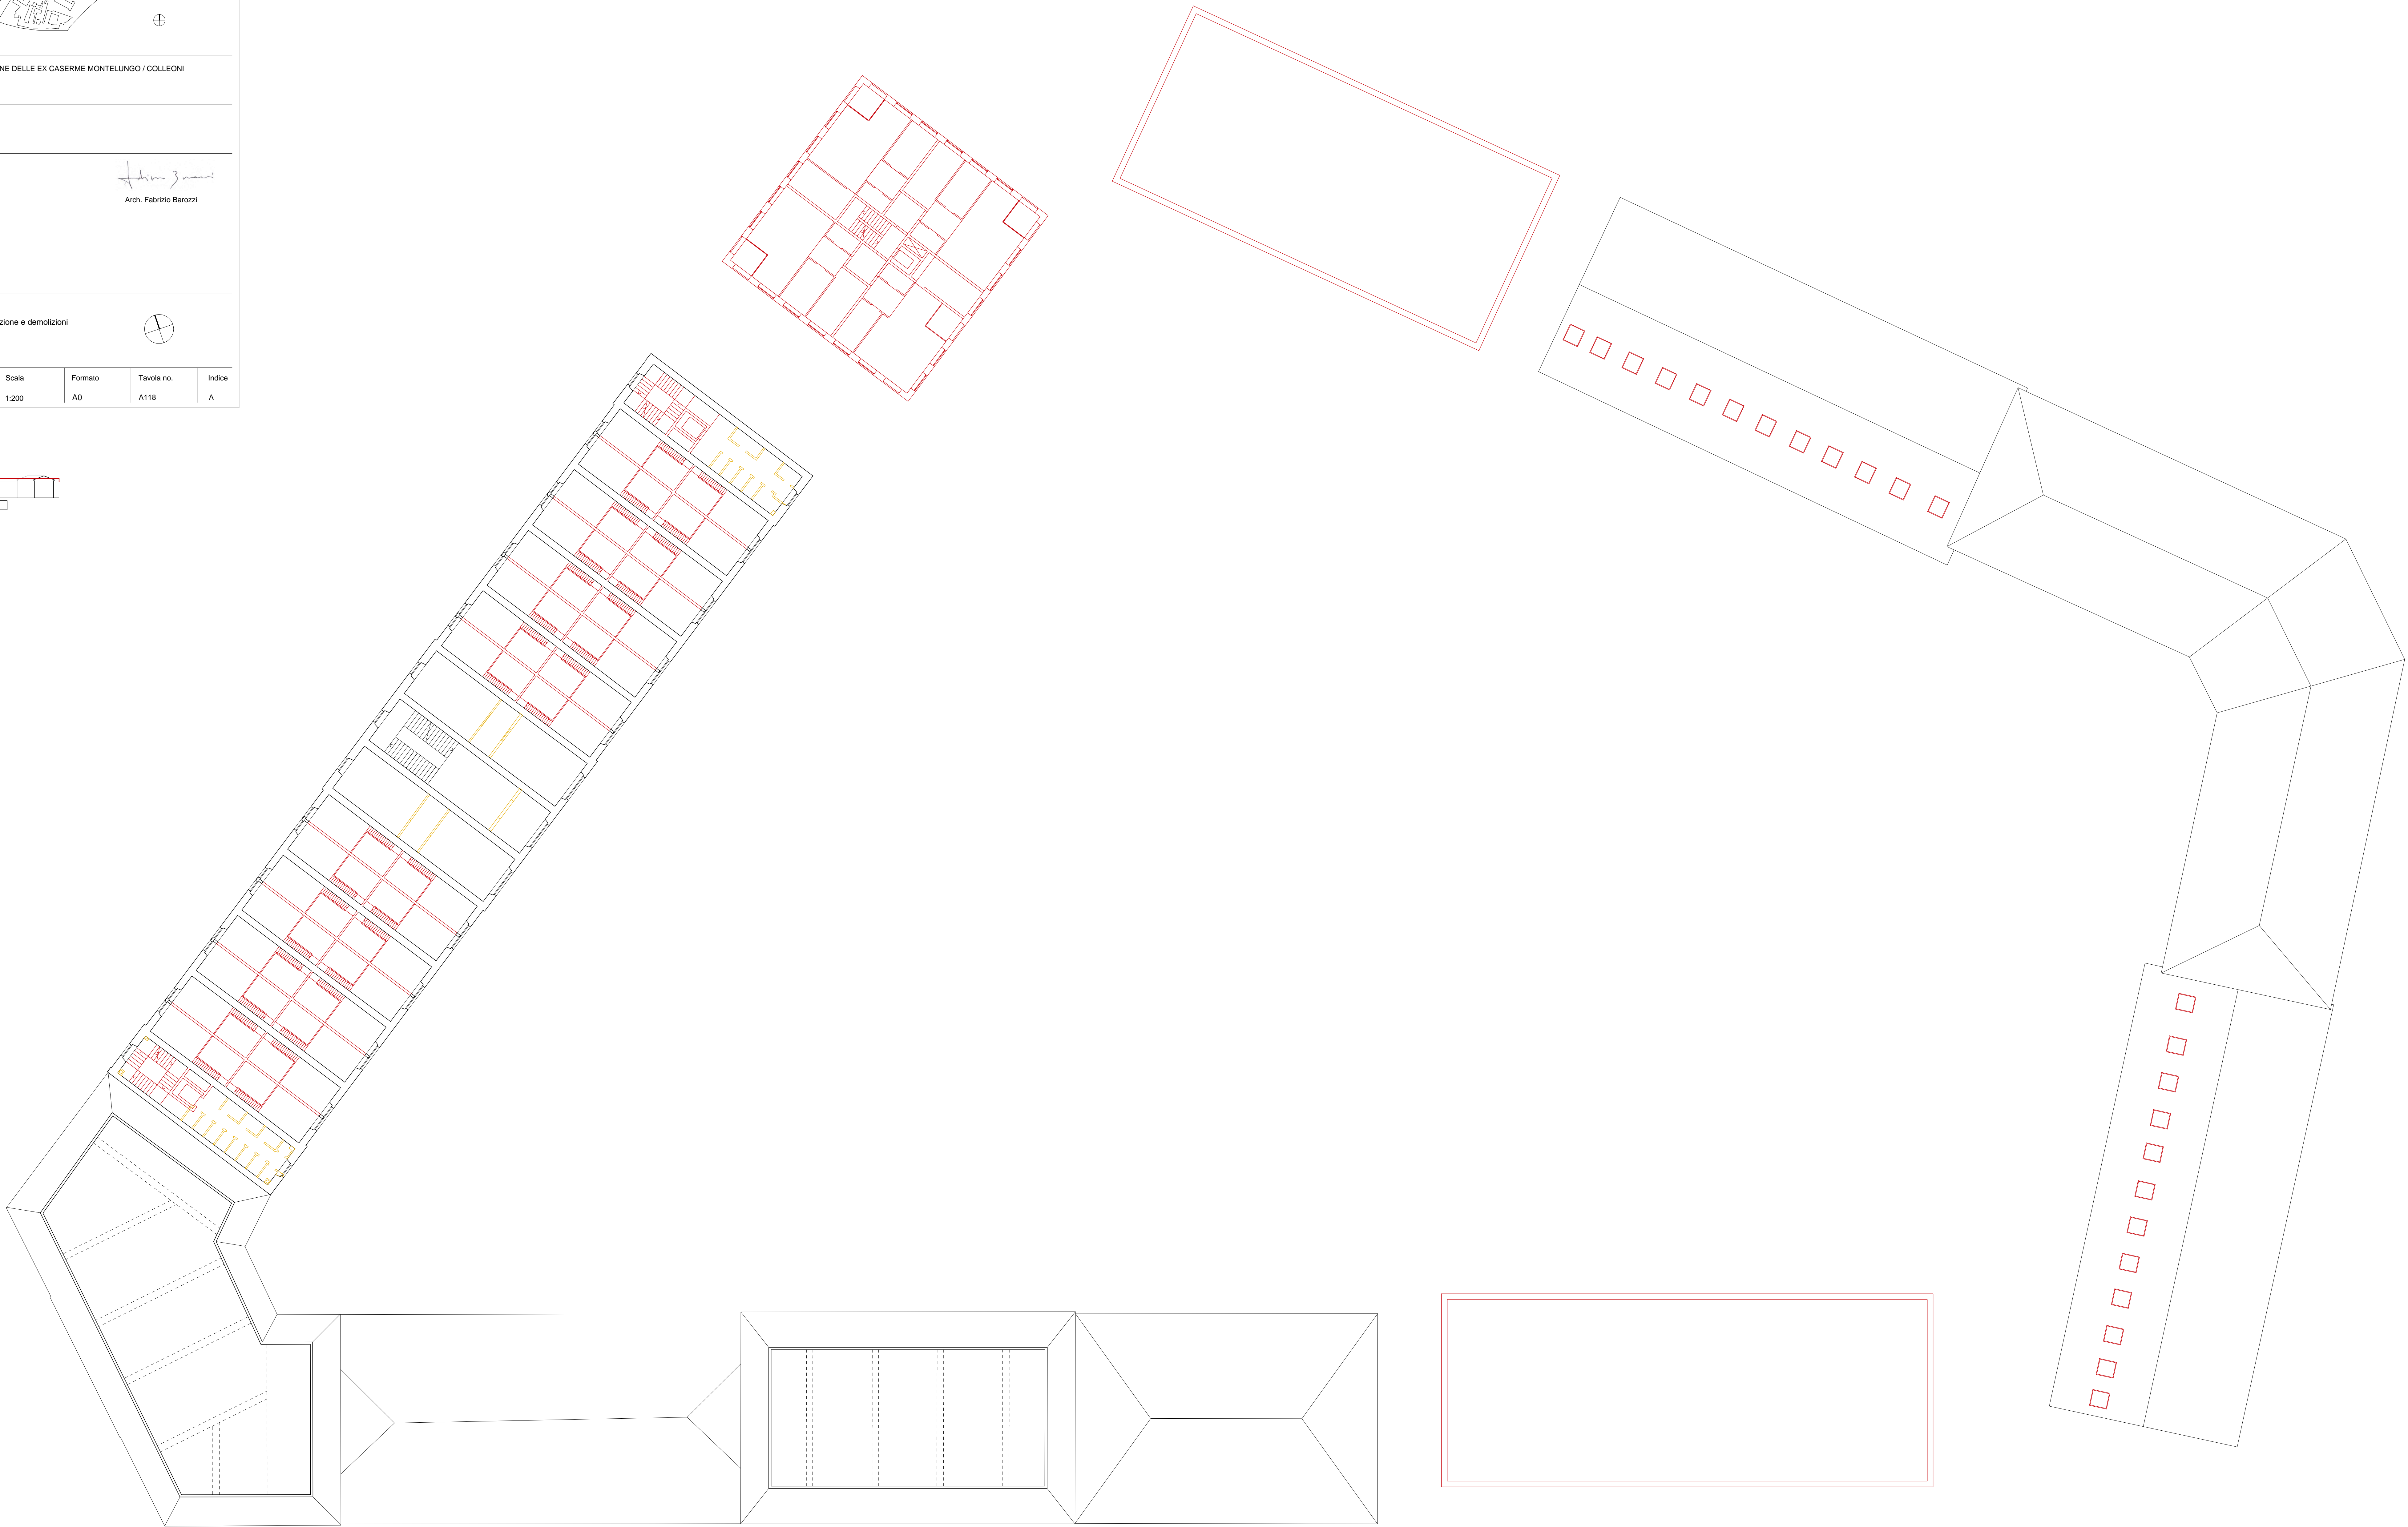 NE DELLE EX CASERME MONTELUNGO / COLLEONI
Arch. Fabrizio Barozzi
zione e demolizioni
Scala Formato Tavola no. Indice
1:200 A0 A118 A